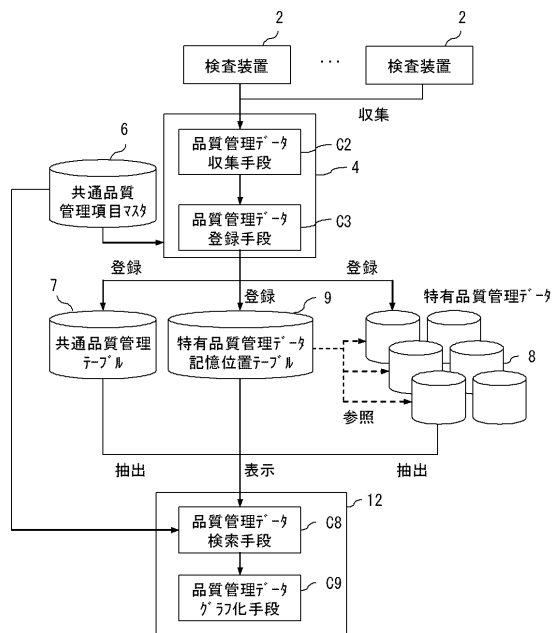 2
2
検査装置
･･･
検査装置
収集
6
品質管理ﾃﾞｰﾀ
収集手段
C2
4
共通品質
管理項目ﾏｽﾀ
品質管理ﾃﾞｰﾀ
登録手段
C3
登録
登録
登録
7
9
特有品質管理ﾃﾞｰﾀ
共通品質管理
ﾃｰﾌﾞﾙ
特有品質管理ﾃﾞｰﾀ
記憶位置ﾃｰﾌﾞﾙ
8
参照
抽出
表示
抽出
12
品質管理ﾃﾞｰﾀ
検索手段
C8
品質管理ﾃﾞｰﾀ
ｸﾞﾗﾌ化手段
C9